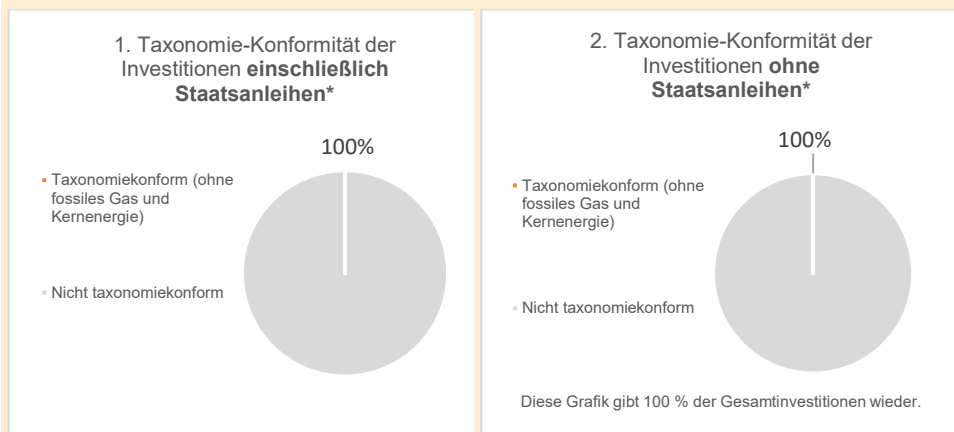 1. Taxonomie-Konformität der
Investitionen einschließlich
Staatsanleihen*
100%
Taxonomiekonform (ohne
fossiles Gas und
Kernenergie)
Nicht taxonomiekonform
2. Taxonomie-Konformität der
Investitionen ohne
Staatsanleihen*
100%
Taxonomiekonform (ohne
fossiles Gas und
Kernenergie)
Nicht taxonomiekonform
Diese Grafik gibt 100 % der Gesamtinvestitionen wieder.